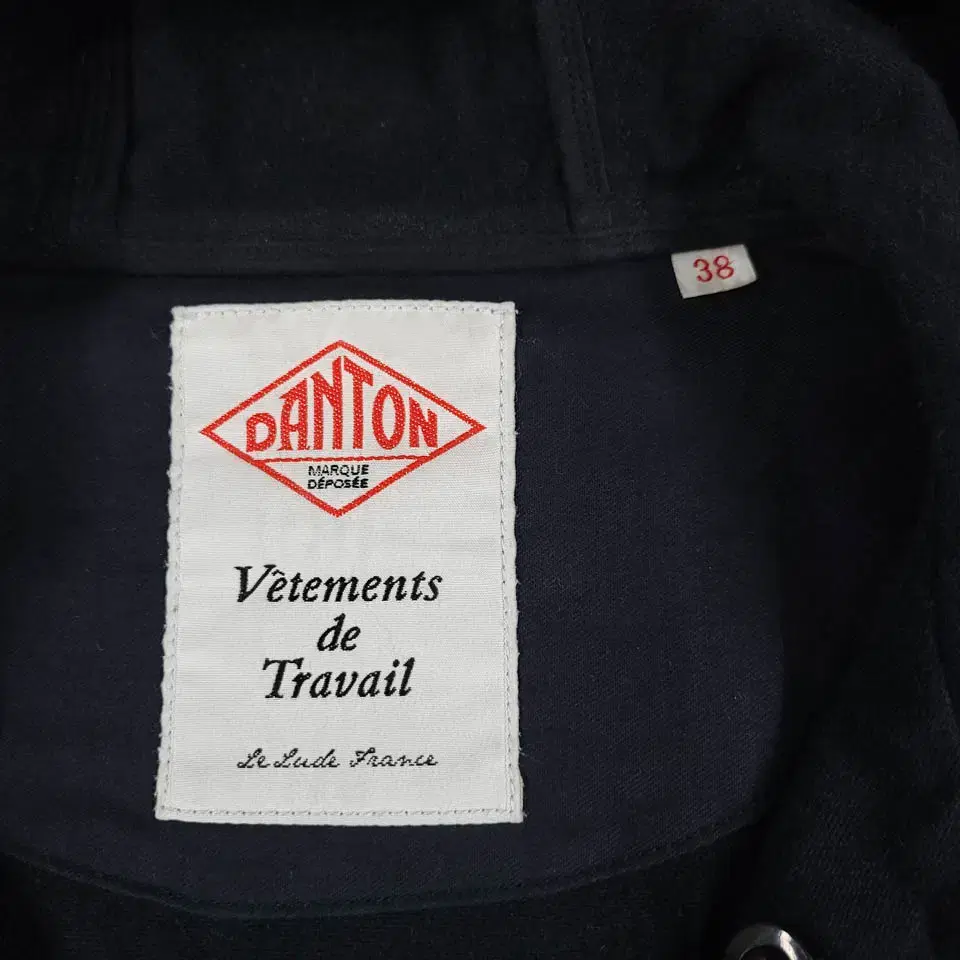 38
DANTON
MARQUE
DÉPOSÉE
Vêtements
de
Travail
Le Lude France